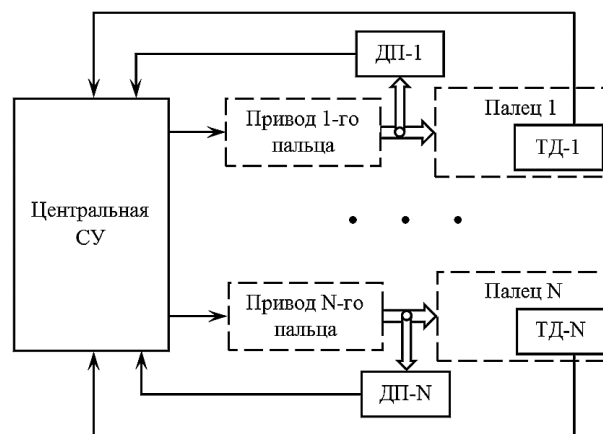 ДП-1
Привод 1-го
пальца
Палец 1
ТД-1
Центральная
СУ
Привод N-го
пальца
Палец N
ТД-N
ДП-N